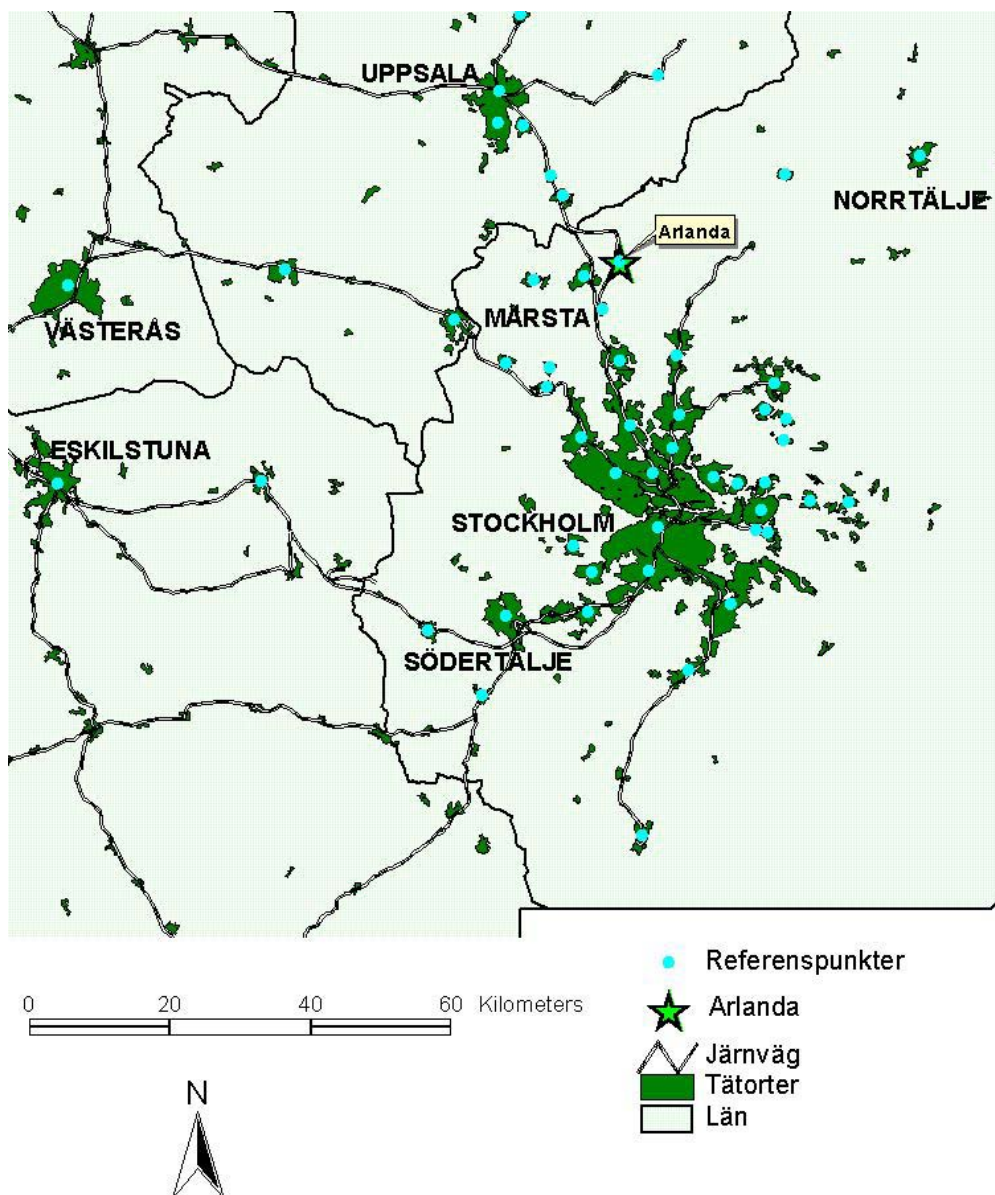 UPPSALA
NORRTÄLJE
Arlanda
MÄRSTA
VÄSTERÅS
ESKILSTUNA
STOCKHOLM
SÖDERTÄLJE
Referenspunkter
0 20 40 60 Kilometers
Arlanda
Järnväg
Tätorter
Län
N